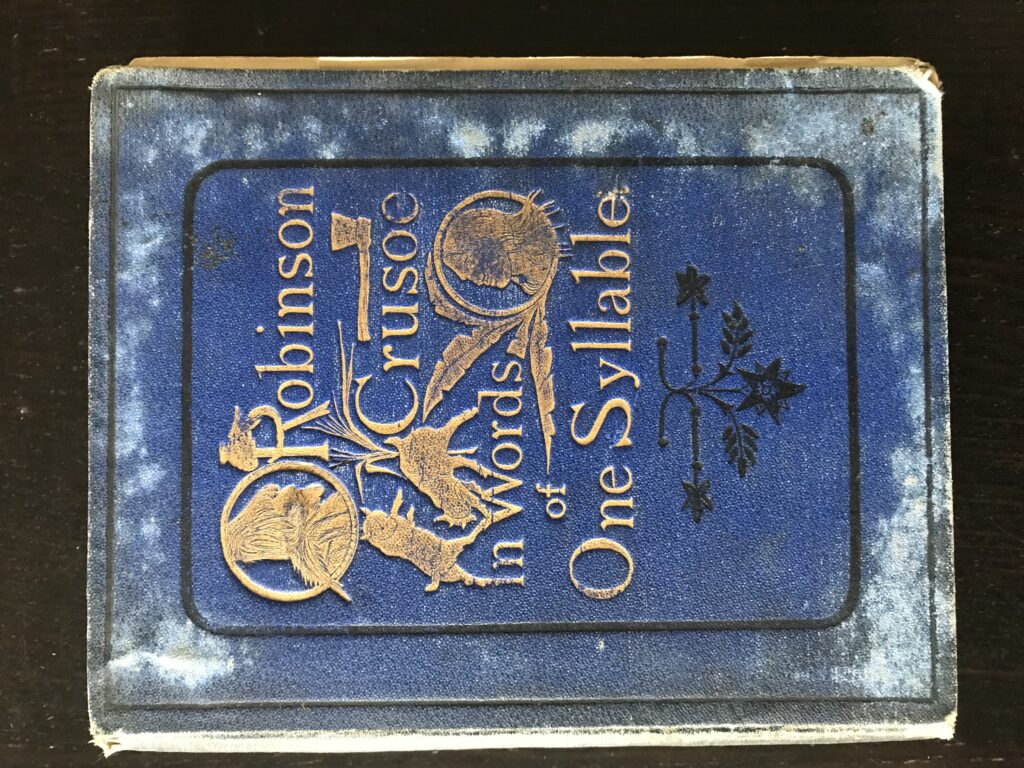 Robinson
Crusoe
in Words
of
One Syllable.